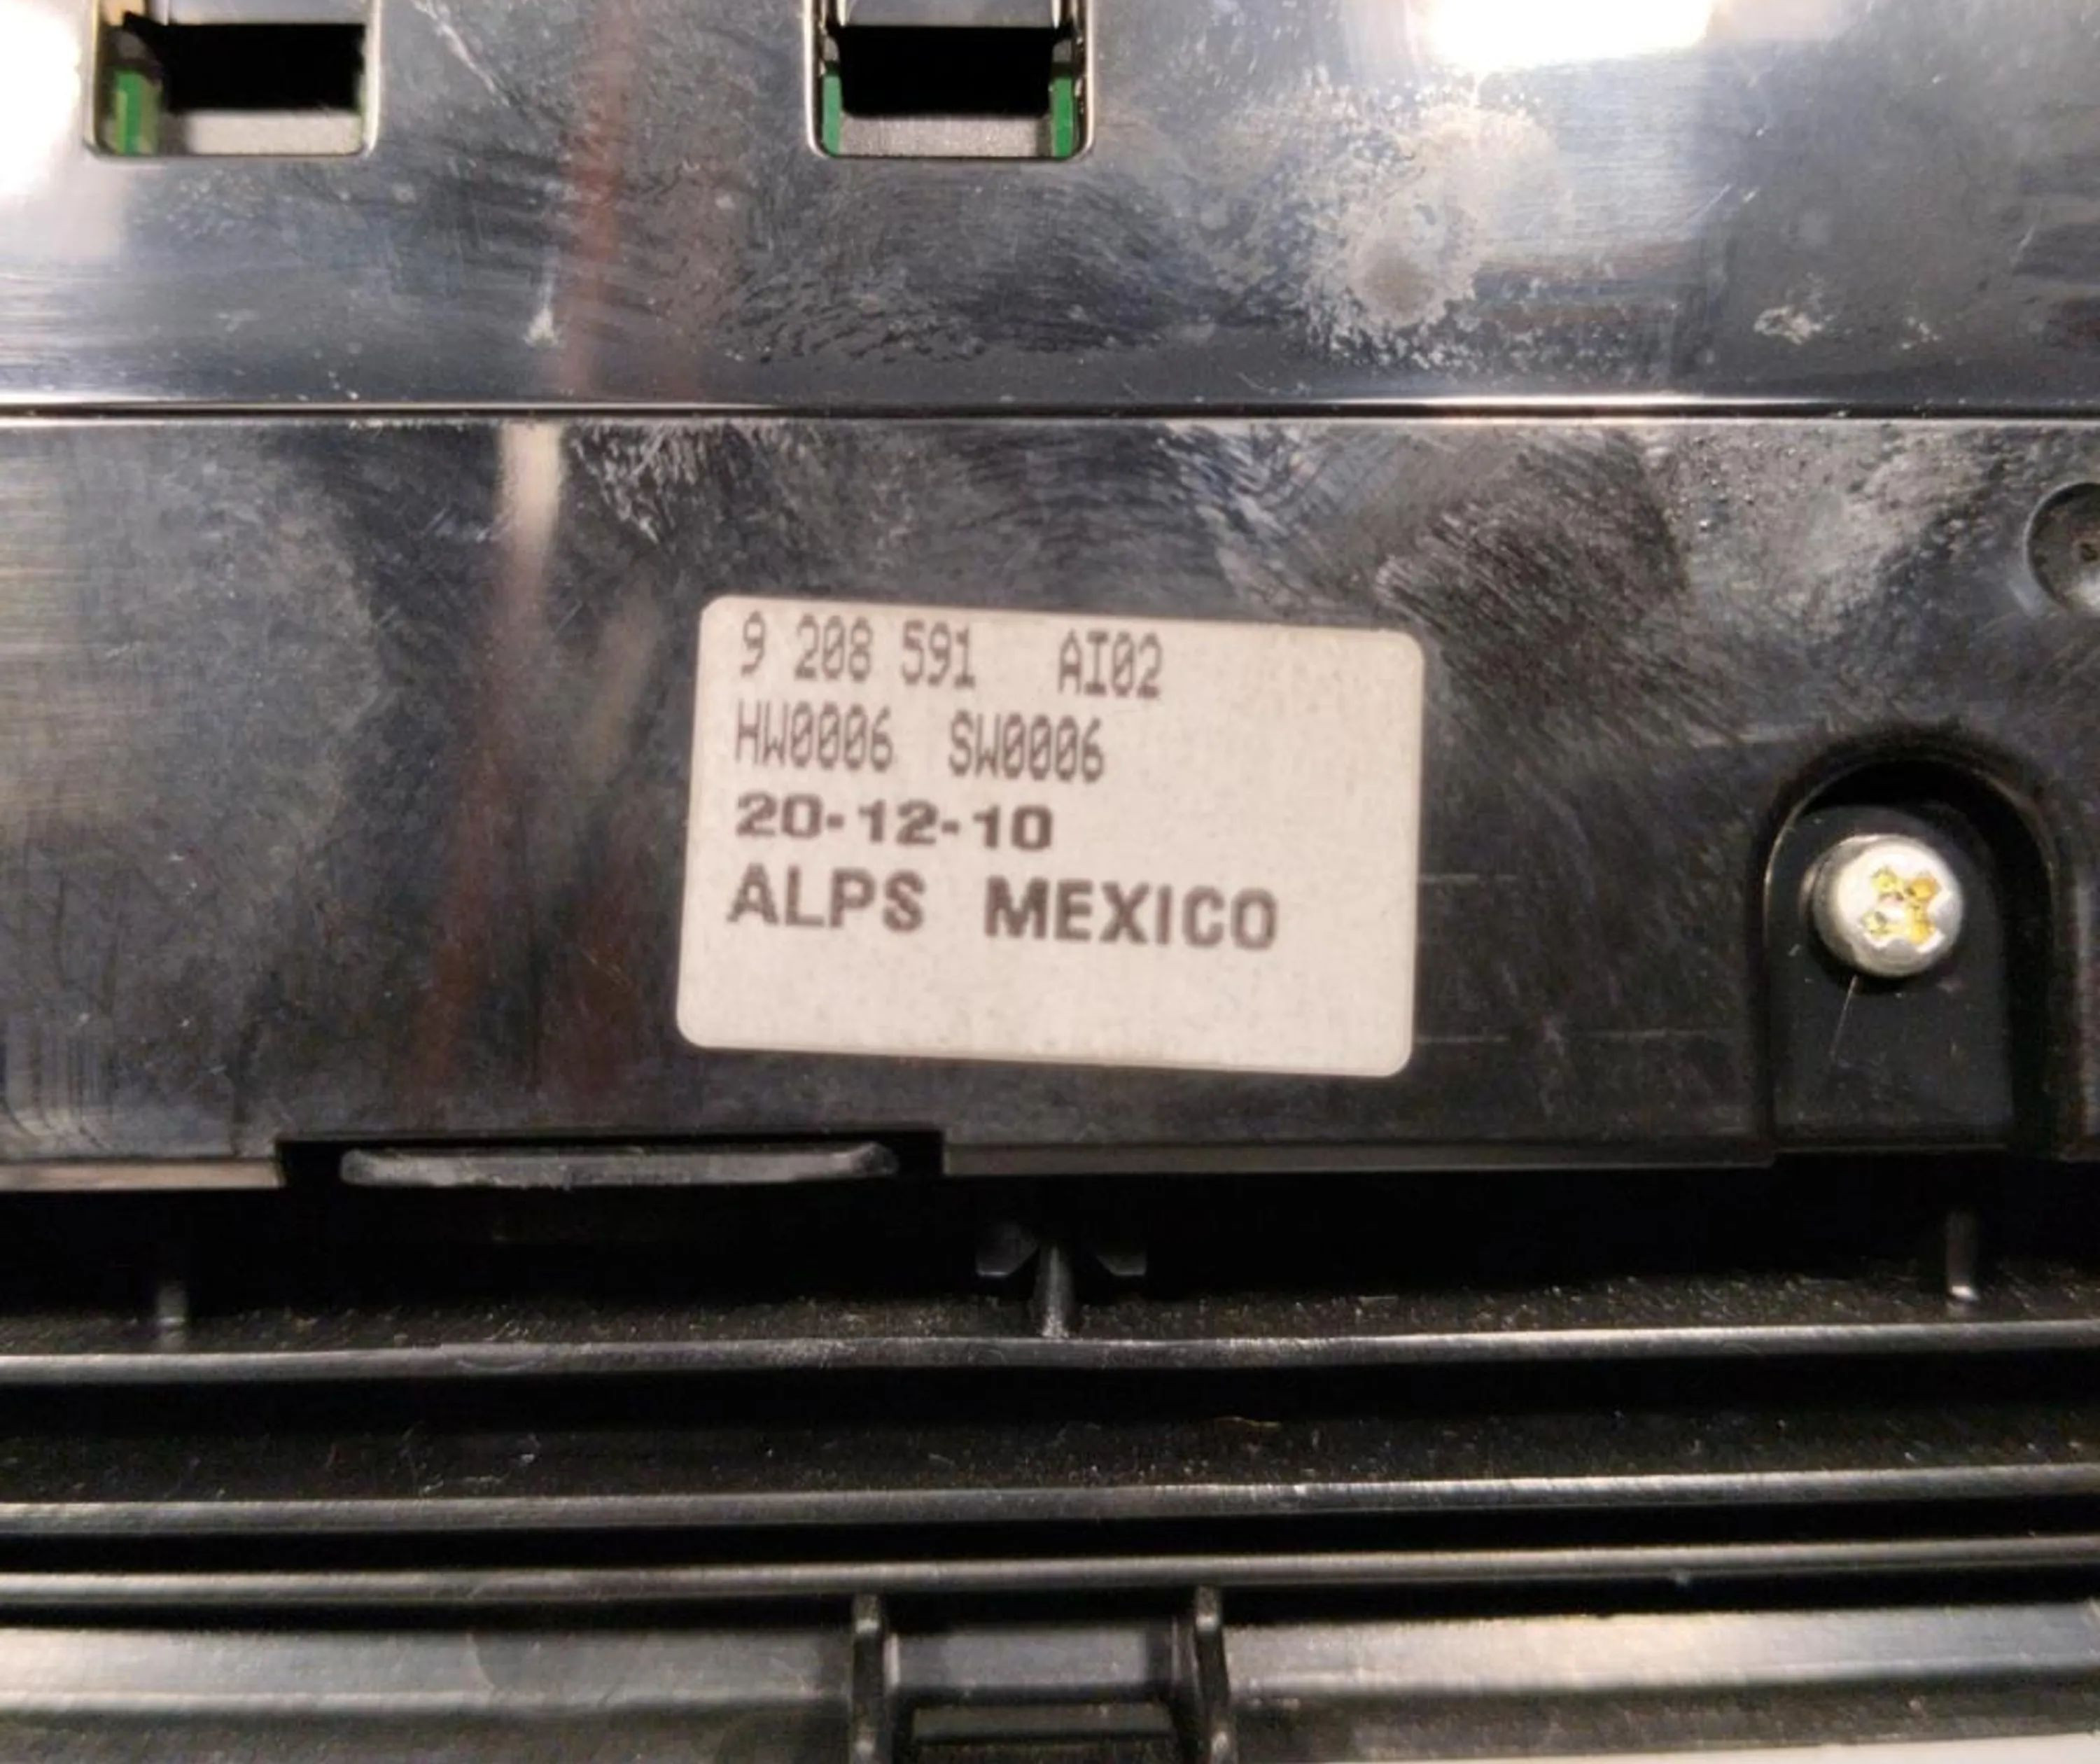 9 208 591 AI02
HW0006 SW0006
20-12-10
ALPS MEXICO